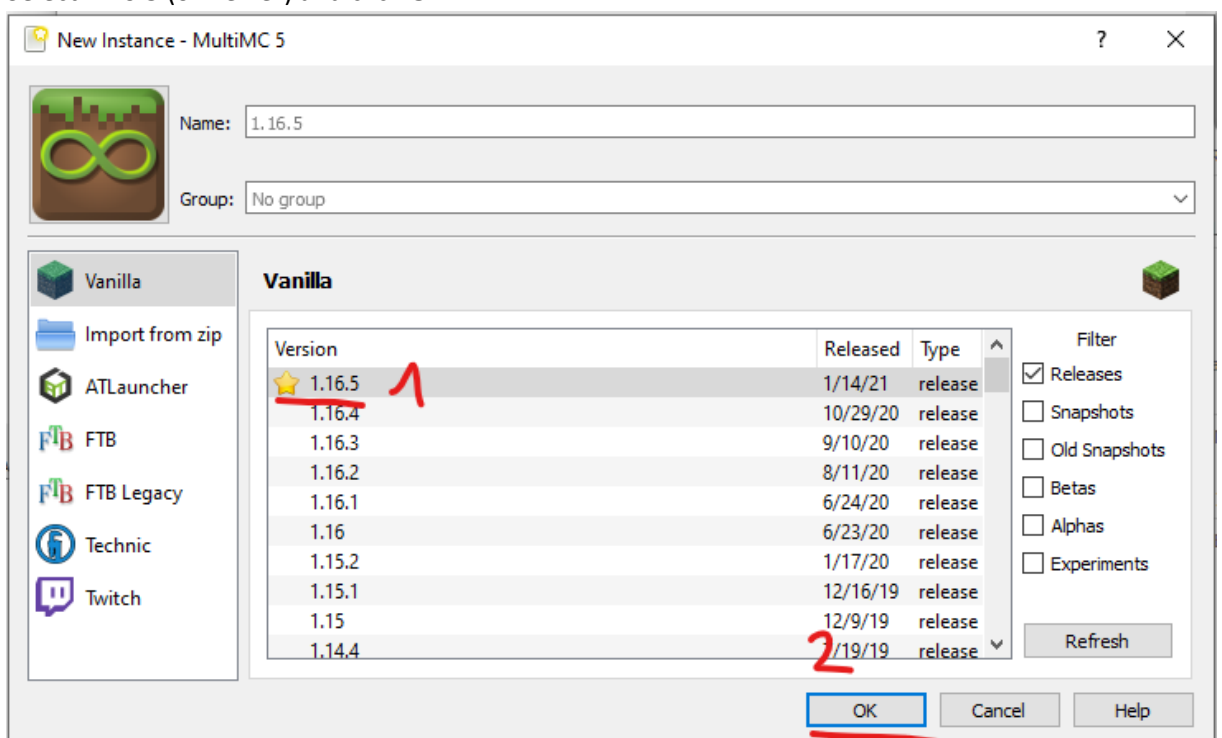 New Instance - MultiMC 5 ? ×
Name: 1.16.5
Group: No group
Vanilla
Import from zip
ATLauncher
FTB
FTB Legacy
Technic
Twitch
Vanilla
Version Released Type
1.16.5 1 1/14/21 release
1.16.4 10/29/20 release
1.16.3 9/10/20 release
1.16.2 8/11/20 release
1.16.1 6/24/20 release
1.16 6/23/20 release
1.15.2 1/17/20 release
1.15.1 12/16/19 release
1.15 12/9/19 release
1.14.4 2 release
Filter
Releases
Snapshots
Old Snapshots
Betas
Alphas
Experiments
Refresh
OK Cancel Help